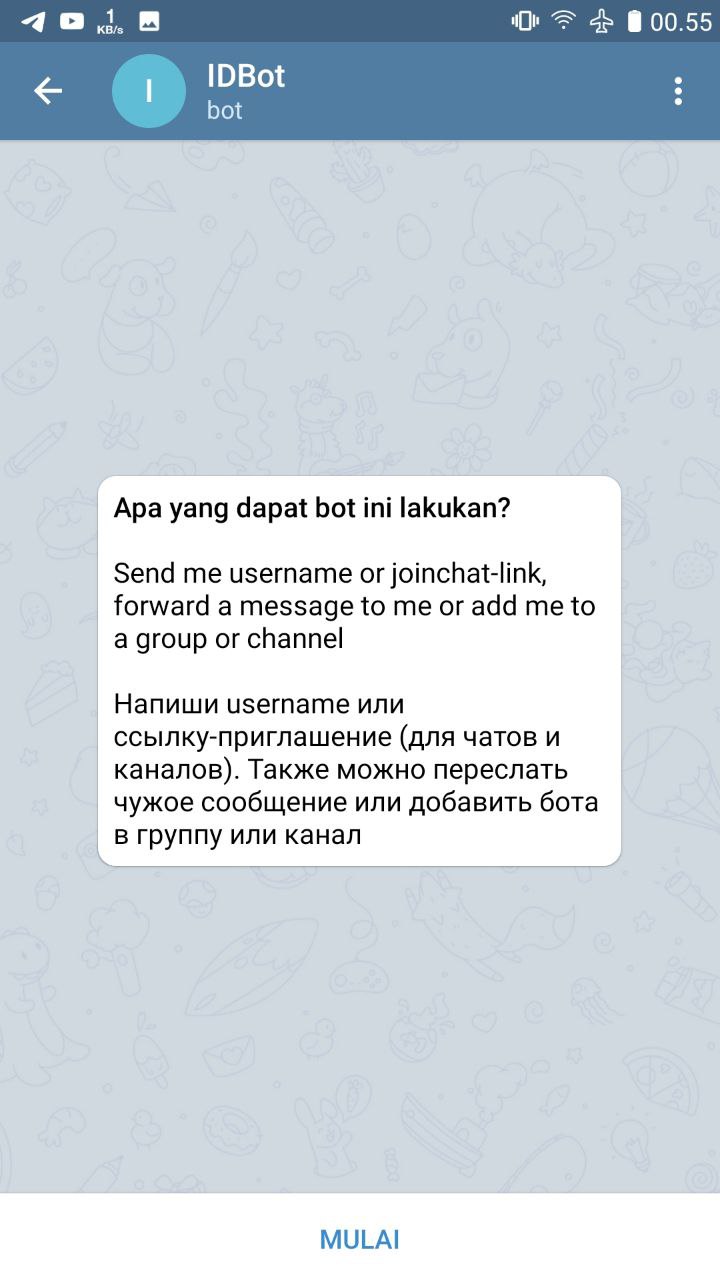 1
KB/s
00.55
I
IDBot
bot
Apa yang dapat bot ini lakukan?
Send me username or joinchat-link,
forward a message to me or add me to
a group or channel
Напиши username или
ссылку-приглашение (для чатов и
каналов). Также можно переслать
чужое сообщение или добавить бота
в группу или канал
MULAI